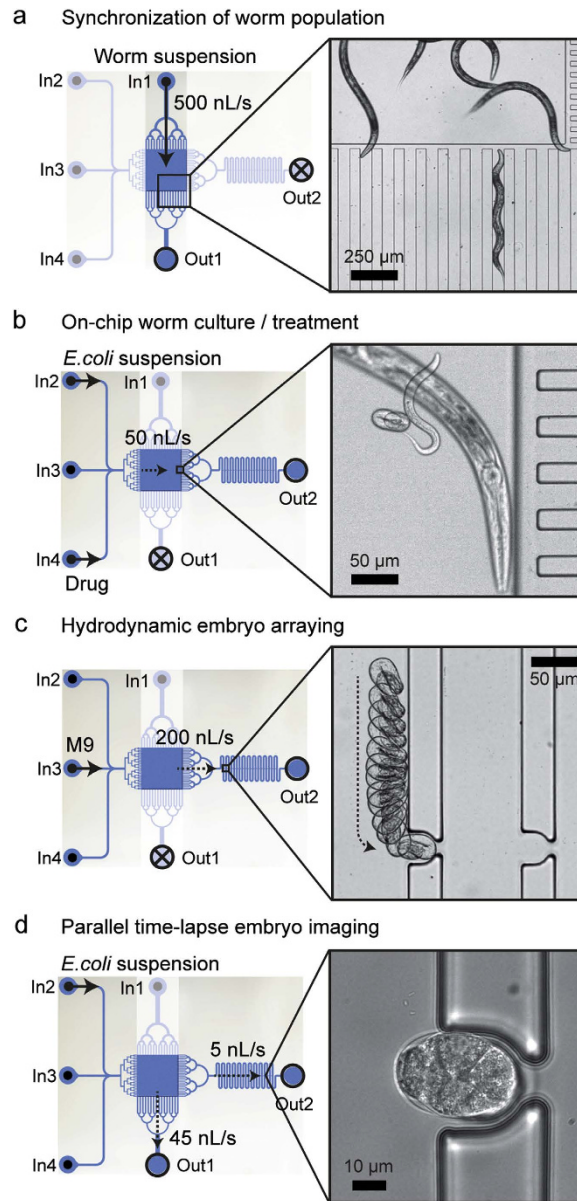 a Synchronization of worm population
Worm suspension
In2
In1
500 nL/s
In3
Out2
In4
Out1
250 µm
b On-chip worm culture / treatment
E.coli suspension
In2
In1
50 nL/s
In3
Out2
In4
Out1
Drug
50 µm
c Hydrodynamic embryo arraying
In2
In1
M9
200 nL/s
In3
Out2
In4
Out1
50 µm
d Parallel time-lapse embryo imaging
E.coli suspension
In2
In1
5 nL/s
In3
Out2
45 nL/s
In4
Out1
10 µm